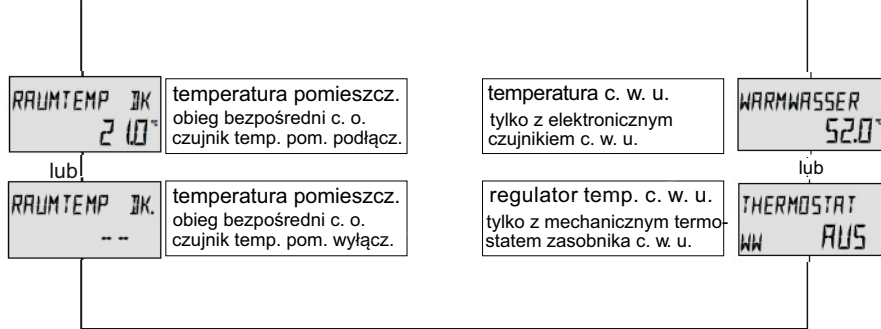 RAUMTEMP DK
21.0°
temperatura pomieszcz.
obieg bezpośredni c. o.
czujnik temp. pom. podłącz.
lub
RAUMTEMP DK.
--
temperatura pomieszcz.
obieg bezpośredni c. o.
czujnik temp. pom. wyłącz.
temperatura c. w. u.
tylko z elektronicznym
czujnikiem c. w. u.
WARMWASSER
52.0°
lub
regulator temp. c. w. u.
tylko z mechanicznym termo-
statem zasobnika c. w. u.
THERMOSTAT
WW AUS